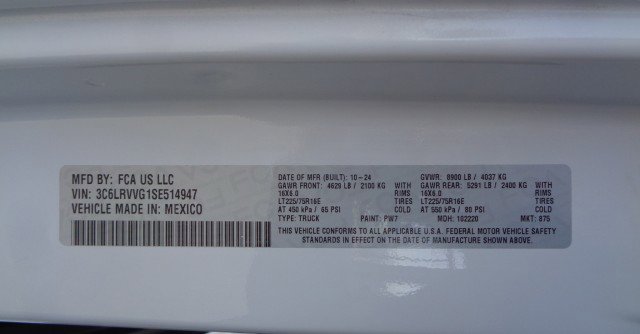 MFD BY: FCA US LLC
VIN: 3C6LRVVG1SE514947
VEHICLE MADE IN: MEXICO
DATE OF MFR (BUILT): 10-24 GVWR: 8900 LB / 4037 KG
GAWR FRONT: 4629 LB / 2100 KG GAWR REAR: 5291 LB / 2400 KG
16X6.0 RIMS 16X6.0 RIMS
LT225/75R16E TIRES LT225/75R16E TIRES
AT 450 kPa / 65 PSI AT 550 kPa / 80 PSI
TYPE: TRUCK PAINT: PW7 MDH: 102220 MKT: 875
THIS VEHICLE CONFORMS TO ALL APPLICABLE U.S.A. FEDERAL MOTOR VEHICLE SAFETY
STANDARDS IN EFFECT ON THE DATE OF MANUFACTURE SHOWN ABOVE.